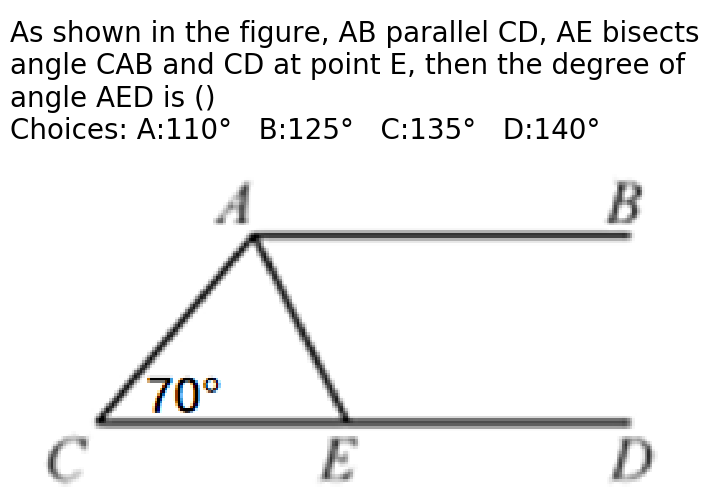 As shown in the figure, AB parallel CD, AE bisects
angle CAB and CD at point E, then the degree of
angle AED is ()
Choices: A:110° B:125° C:135° D:140°
A B
70°
C E D